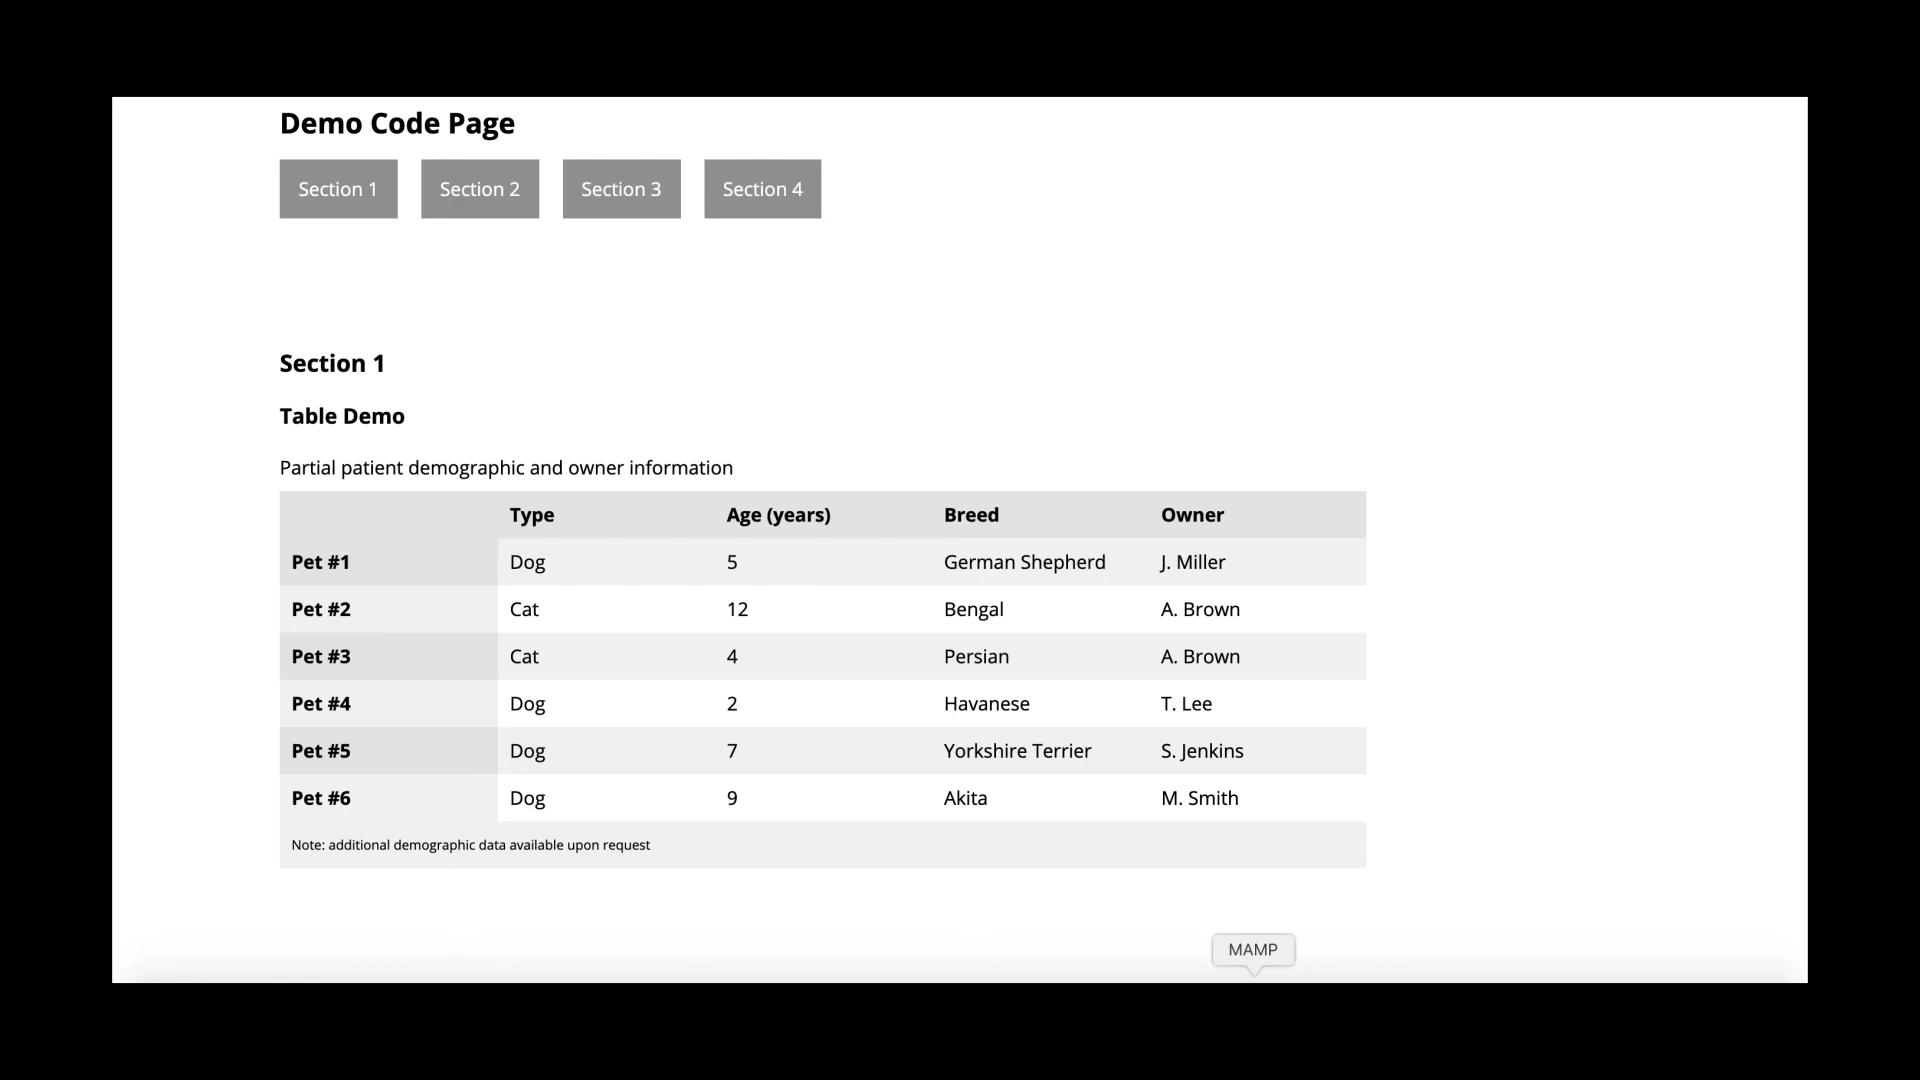 Demo Code Page
Section 1 Section 2 Section 3 Section 4
Section 1
Table Demo
Partial patient demographic and owner information
Type Age (years) Breed Owner
Pet #1 Dog 5 German Shepherd J. Miller
Pet #2 Cat 12 Bengal A. Brown
Pet #3 Cat 4 Persian A. Brown
Pet #4 Dog 2 Havanese T. Lee
Pet #5 Dog 7 Yorkshire Terrier S. Jenkins
Pet #6 Dog 9 Akita M. Smith
Note: additional demographic data available upon request
MAMP